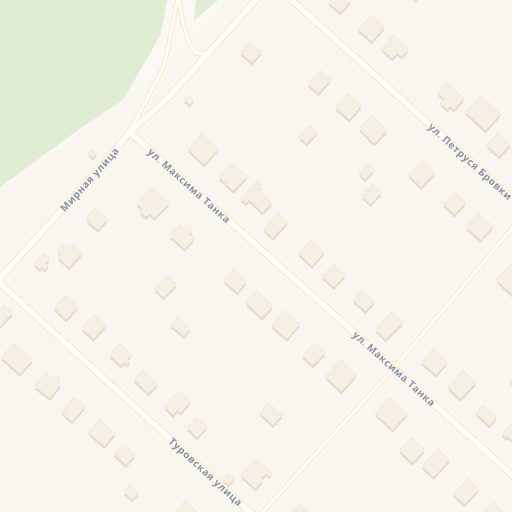 ул. Петруся Бровки
Мирная улица
ул. Максима Танка
ул. Максима Танка
Туровская улица